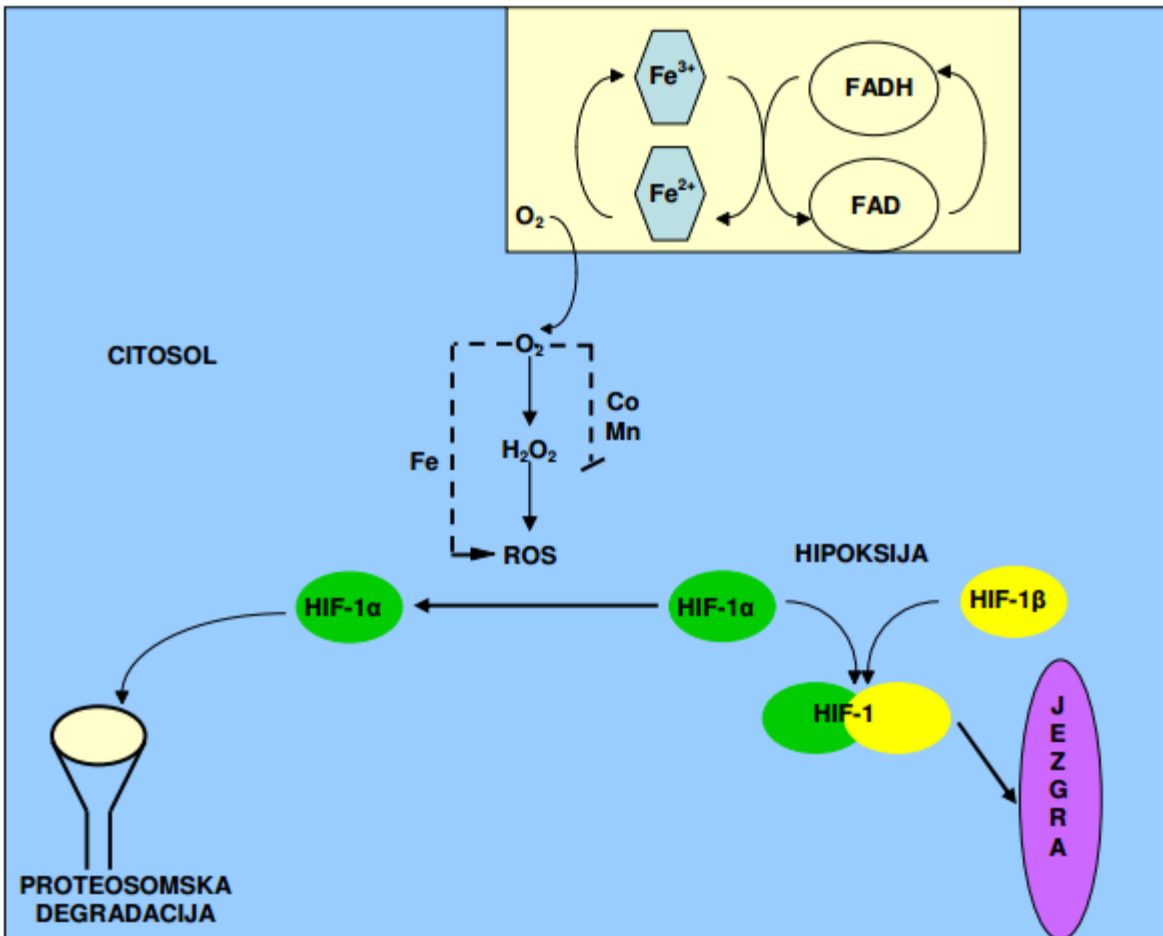 Fe³⁺
FADH
Fe²⁺
FAD
O₂
CITOSOL
O₂
Co
Mn
Fe
H₂O₂
ROS
HIPOKSIJA
HIF-1α
HIF-1α
HIF-1β
HIF-1
JEZGRA
PROTEOSOMSKA
DEGRADACIJA